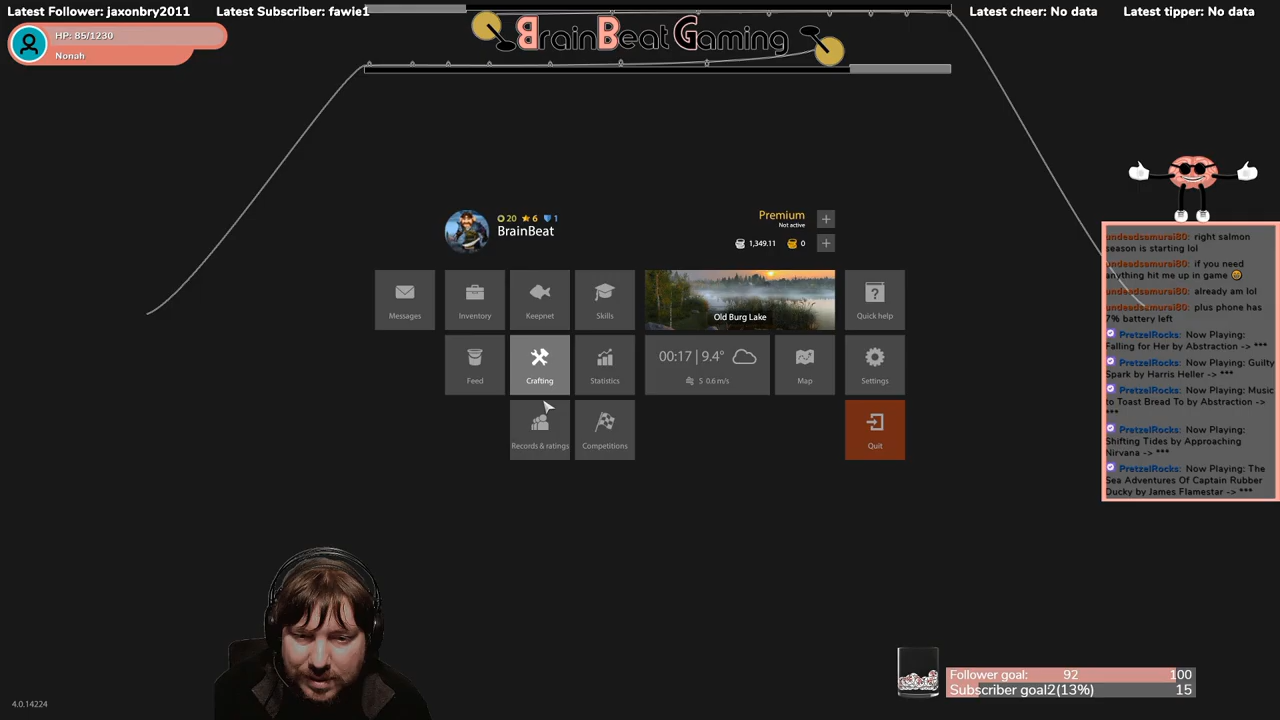 Latest Follower: jaxonbry2011
Latest Subscriber: fawie1
BrainBeat Gaming
Latest cheer: No data
Latest tipper: No data
HP: 85/1230
Nonah
20 6 1
BrainBeat
Premium
Not active
1,349.11 0
Messages
Inventory
Keepnet
Skills
Old Burg Lake
Quick help
Feed
Crafting
Statistics
00:17 | 9.4°
S 0.6 m/s
Map
Settings
Records & ratings
Competitions
Quit
undeadsamurai80: right salmon
season is starting lol
undeadsamurai80: if you need
anything hit me up in game
undeadsamurai80: already am lol
undeadsamurai80: plus phone has
7% battery left
PretzelRocks: Now Playing:
Falling for Her by Abstraction -> ***
PretzelRocks: Now Playing: Guilty
Spark by Harris Heller -> ***
PretzelRocks: Now Playing: Music
to Toast Bread To by Abstraction ->
***
PretzelRocks: Now Playing:
Shifting Tides by Approaching
Nirvana -> ***
PretzelRocks: Now Playing: The
Sea Adventures Of Captain Rubber
Ducky by James Flamestar -> ***
Follower goal: 92 100
Subscriber goal2(13%) 15
4.0.14224